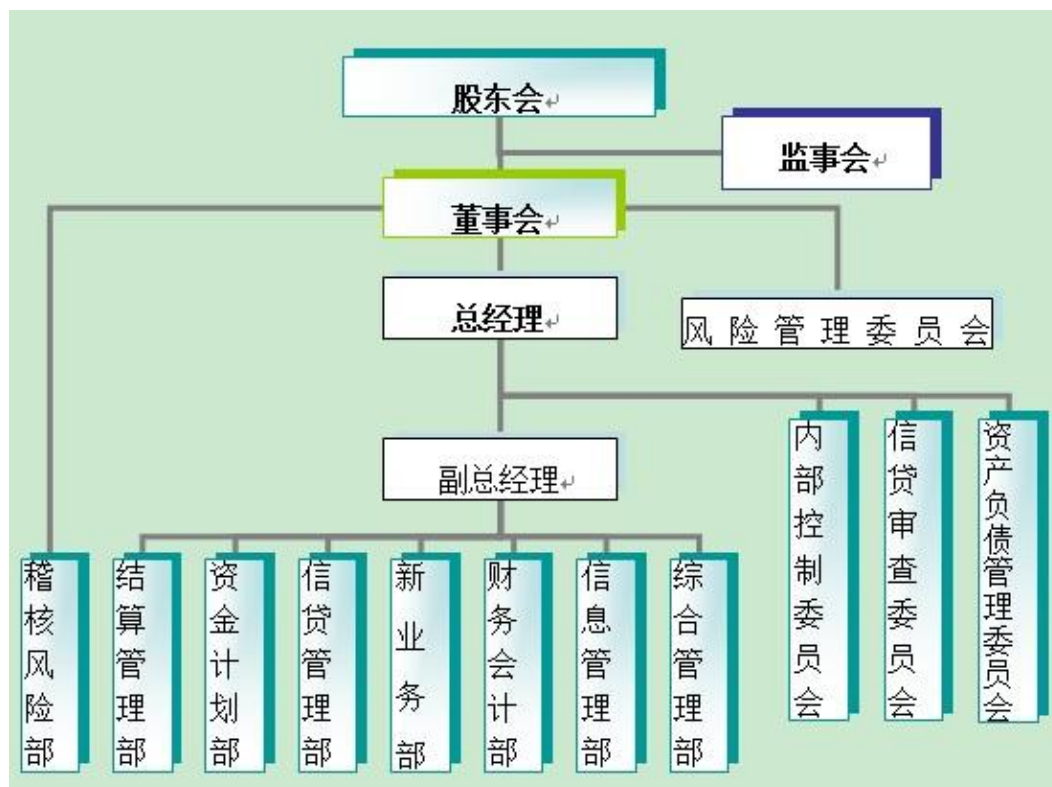 股东会
监事会
董事会
总经理
风险管理委员会
副总经理
内部控制委员会
信贷审查委员会
资产负债管理委员会
稽核风险部
结算管理部
资金计划部
信贷管理部
新业务部
财务会计部
信息管理部
综合管理部